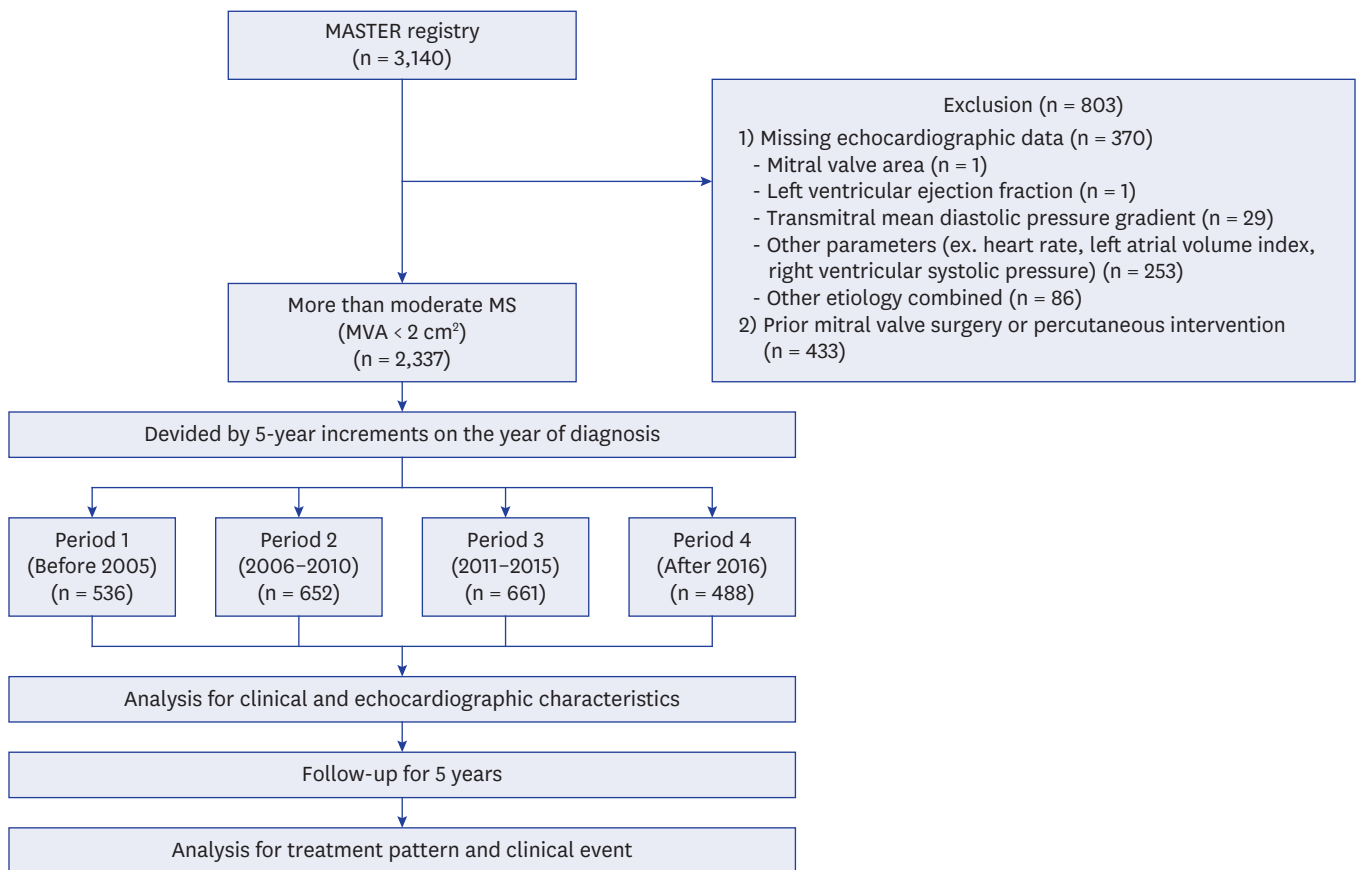 MASTER registry
(n = 3,140)
Exclusion (n = 803)
1) Missing echocardiographic data (n = 370)
- Mitral valve area (n = 1)
- Left ventricular ejection fraction (n = 1)
- Transmitral mean diastolic pressure gradient (n = 29)
- Other parameters (ex. heart rate, left atrial volume index,
right ventricular systolic pressure) (n = 253)
- Other etiology combined (n = 86)
2) Prior mitral valve surgery or percutaneous intervention
(n = 433)
More than moderate MS
(MVA < 2 cm²)
(n = 2,337)
Devided by 5-year increments on the year of diagnosis
Period 1
(Before 2005)
(n = 536)
Period 2
(2006–2010)
(n = 652)
Period 3
(2011–2015)
(n = 661)
Period 4
(After 2016)
(n = 488)
Analysis for clinical and echocardiographic characteristics
Follow-up for 5 years
Analysis for treatment pattern and clinical event